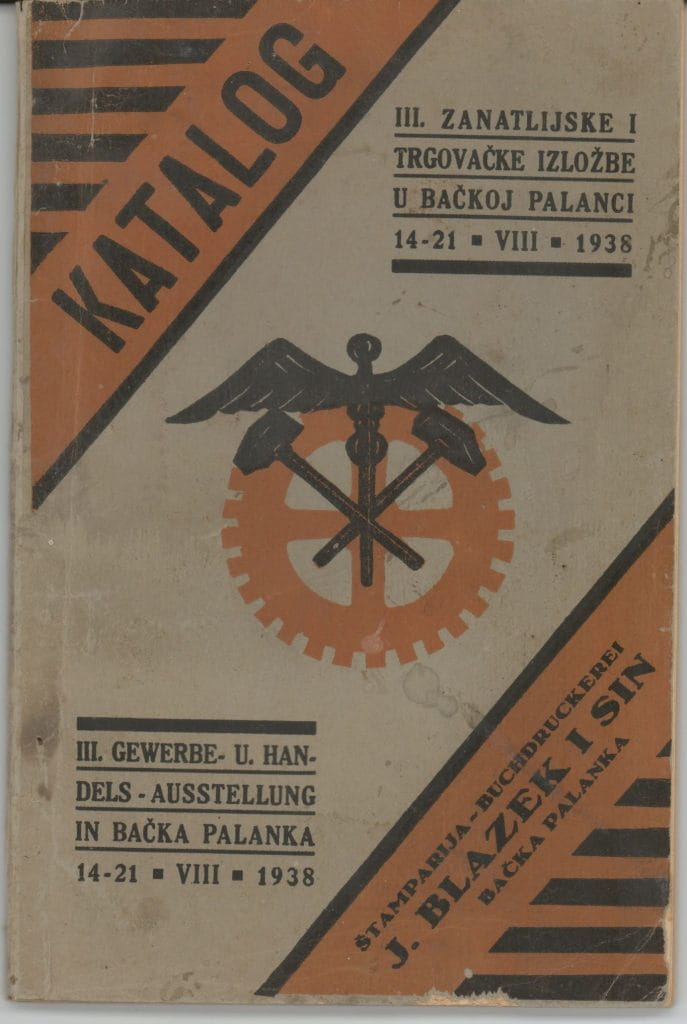 KATALOG
III. ZANATLIJSKE I
TRGOVAČKE IZLOŽBE
U BAČKOJ PALANCI
14-21 ▪ VIII ▪ 1938
III. GEWERBE- U. HAN-
DELS - AUSSTELLUNG
IN BAČKA PALANKA
14-21 ▪ VIII ▪ 1938
ŠTAMPARIJA - BUCHDRUCKEREI
J. BLAZEK I SIN
BAČKA PALANKA